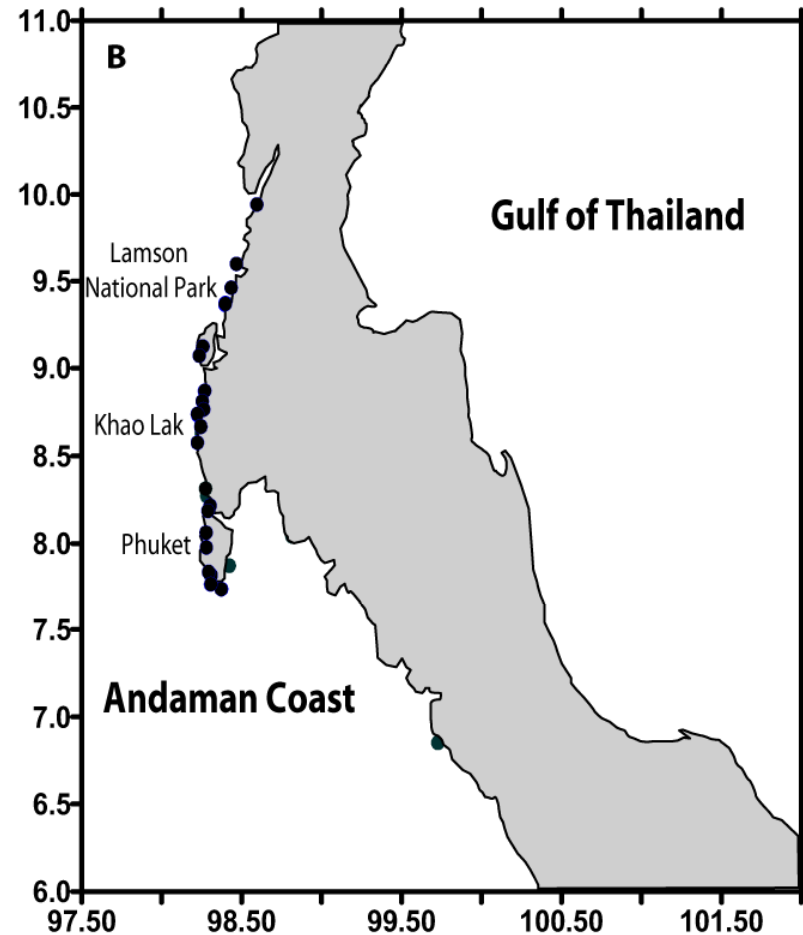 11.0
B
10.5
10.0
Gulf of Thailand
Lamson
National Park
9.5
9.0
Khao Lak
8.5
Phuket
8.0
7.5
Andaman Coast
7.0
6.5
6.0
97.50 98.50 99.50 100.50 101.50